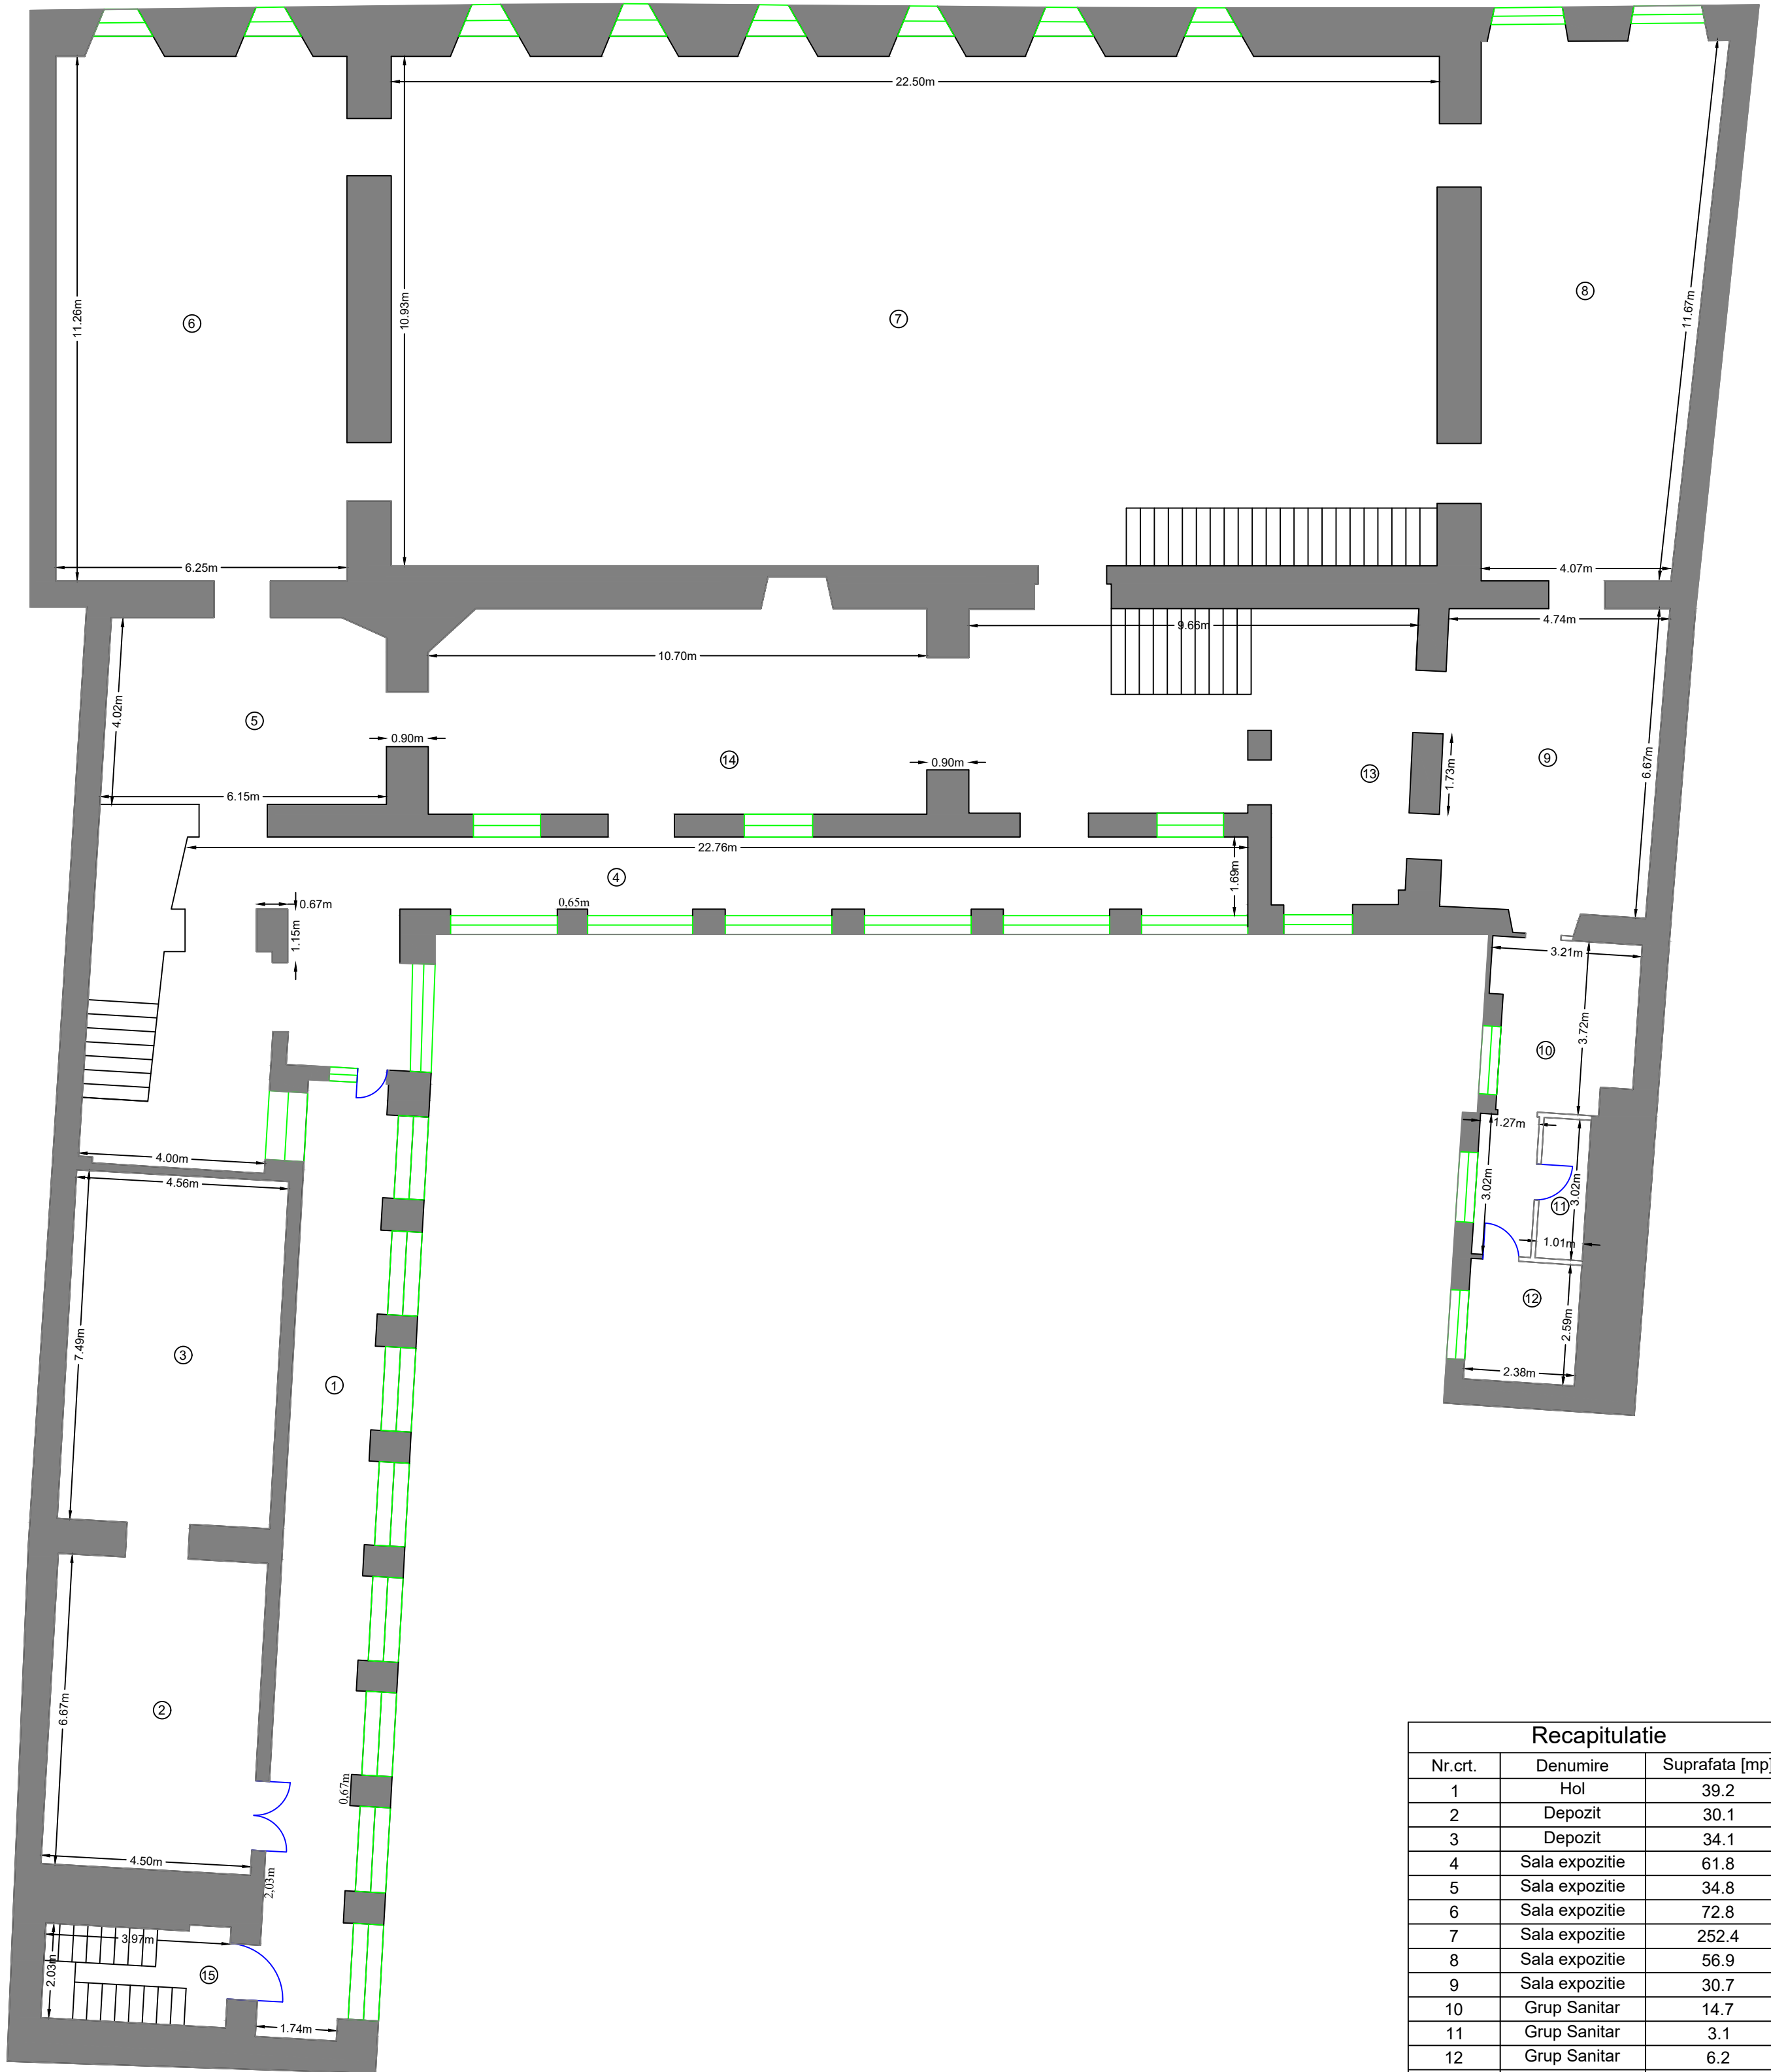 22.50m
11.26m
10.93m
11.67m
6
7
8
6.25m
4.07m
9.66m
4.74m
10.70m
4.02m
5
0.90m
14
0.90m
13
1.73m
9
6.67m
6.15m
22.76m
4
1.69m
0,65m
0.67m
1.15m
3.21m
3.72m
10
1.27m
4.00m
4.56m
3.02m
3.02m
11
1.01m
12
2.59m
2.38m
7.49m
3
1
6.67m
2
0,67m
4.50m
2,03m
3.97m
2.03m
15
1.74m
Recapitulatie
Nr.crt. Denumire Suprafata [mp]
1 Hol 39.2
2 Depozit 30.1
3 Depozit 34.1
4 Sala expozitie 61.8
5 Sala expozitie 34.8
6 Sala expozitie 72.8
7 Sala expozitie 252.4
8 Sala expozitie 56.9
9 Sala expozitie 30.7
10 Grup Sanitar 14.7
11 Grup Sanitar 3.1
12 Grup Sanitar 6.2